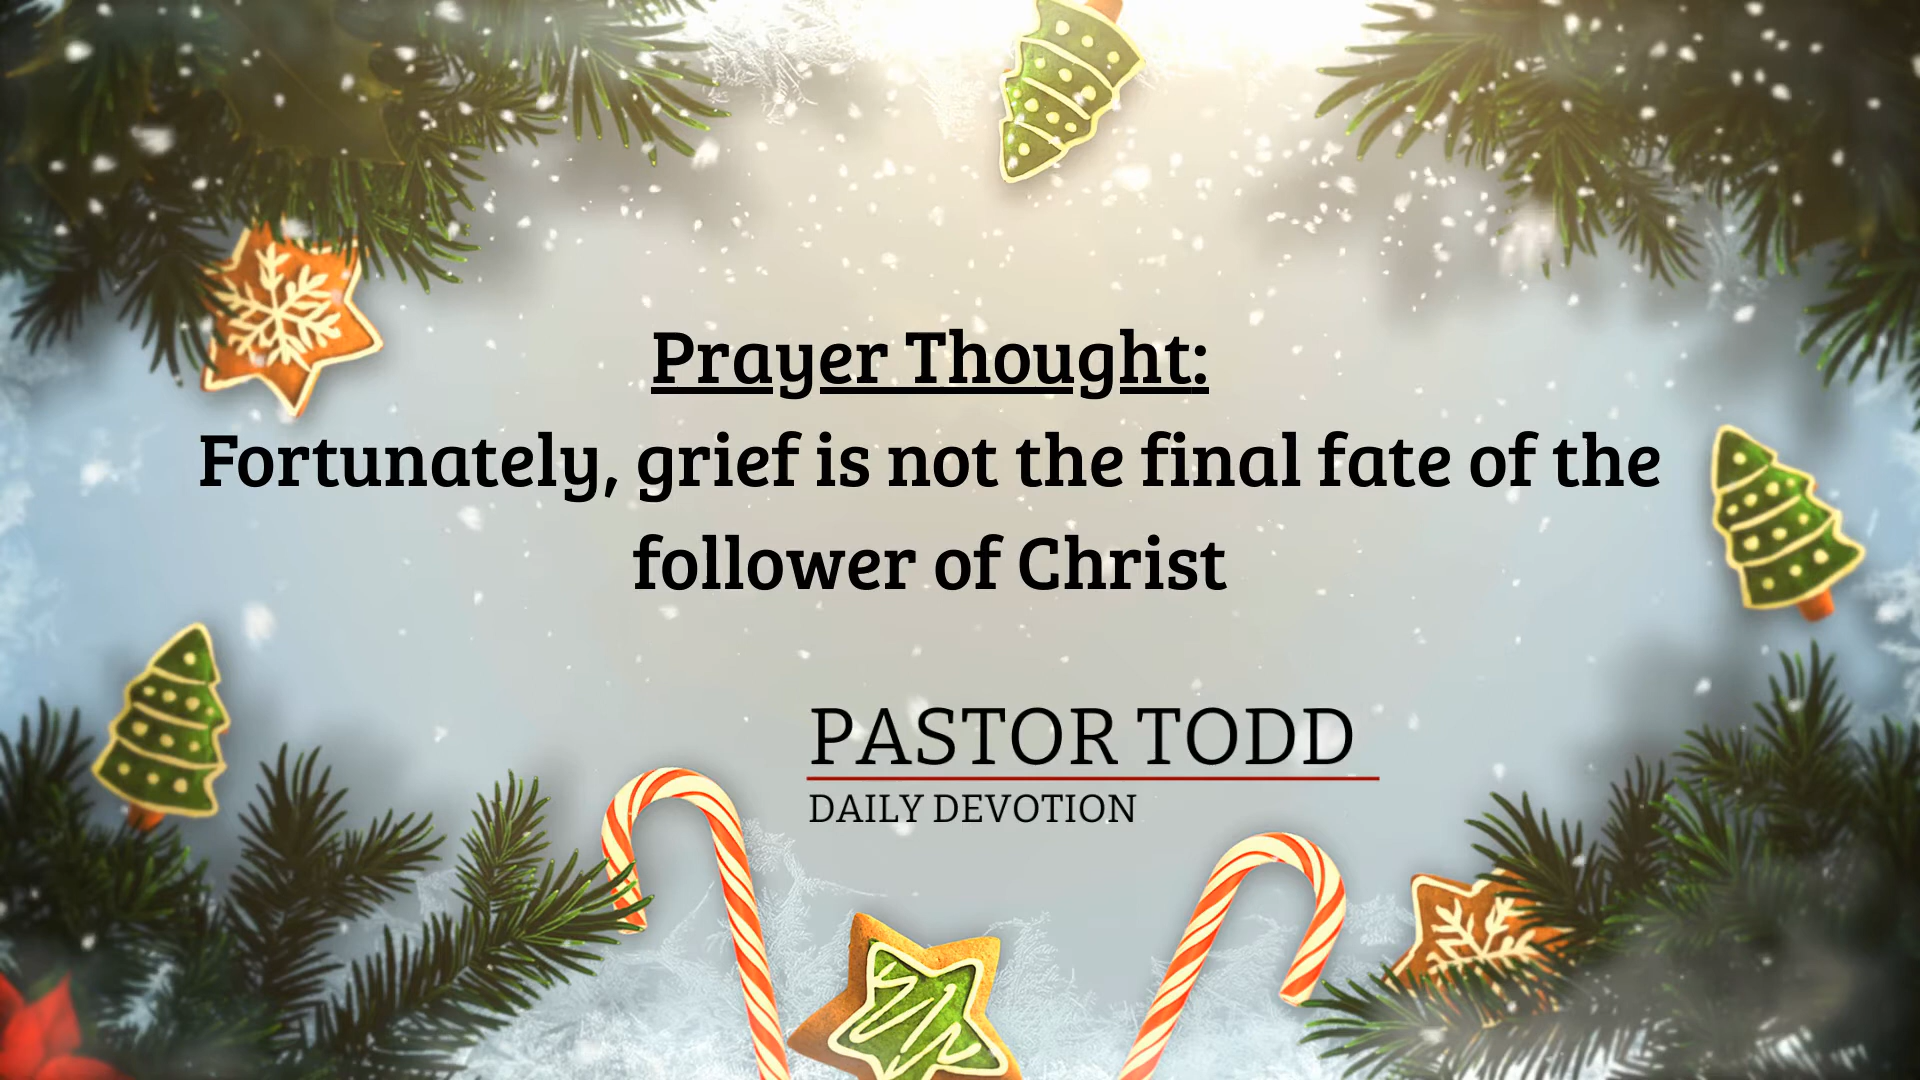 Prayer Thought:
Fortunately, grief is not the final fate of the
follower of Christ
PASTOR TODD
DAILY DEVOTION